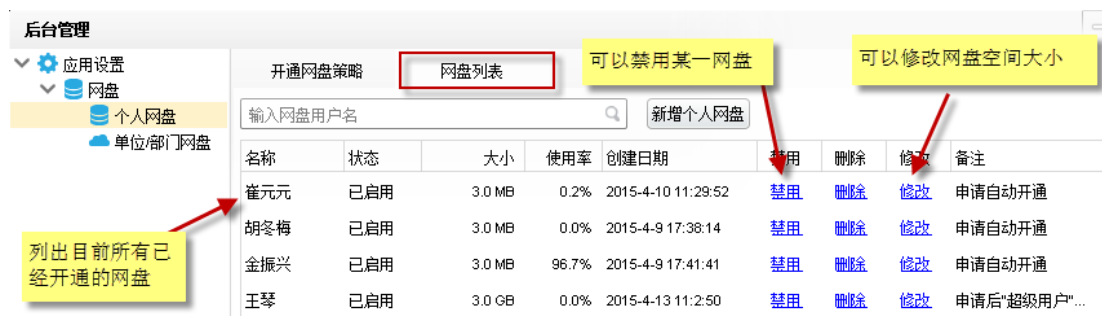 后台管理
应用设置
网盘
个人网盘
单位/部门网盘
开通网盘策略
网盘列表
可以禁用某一网盘
可以修改网盘空间大小
输入网盘用户名
新增个人网盘
名称 状态 大小 使用率 创建日期 禁用 删除 修改 备注
崔元元 已启用 3.0 MB 0.2% 2015-4-10 11:29:52 禁用 删除 修改 申请自动开通
胡冬梅 已启用 3.0 MB 0.0% 2015-4-9 17:38:14 禁用 删除 修改 申请自动开通
金振兴 已启用 3.0 MB 96.7% 2015-4-9 17:41:41 禁用 删除 修改 申请自动开通
王琴 已启用 3.0 GB 0.0% 2015-4-13 11:2:50 禁用 删除 修改 申请后"超级用户"...
列出目前所有已
经开通的网盘